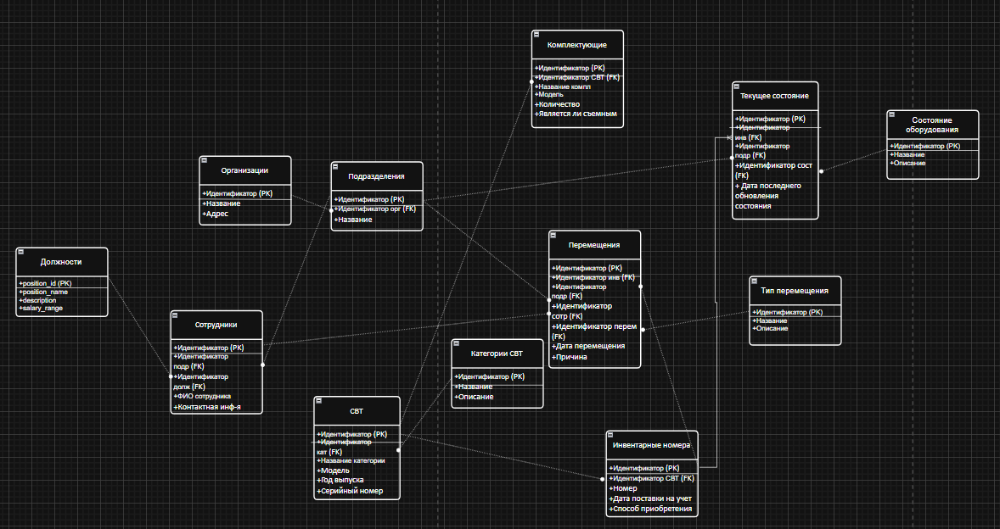 Комплектующие
+Идентификатор (PK)
+Идентификатор СВТ (FK)
+Название компл
+Модель
+Количество
+Является ли съемным
Текущее состояние
+Идентификатор (PK)
+Идентификатор
инв (FK)
+Идентификатор
подр (FK)
+Идентификатор сост
(FK)
+ Дата последнего
обновления
состояния
Состояние
оборудования
+Идентификатор (PK)
+Название
+Описание
Организации
+Идентификатор (PK)
+Название
+Адрес
Подразделения
+Идентификатор (PK)
+Идентификатор орг (FK)
+Название
Перемещения
+Идентификатор (PK)
+Идентификатор инв (FK)
+Идентификатор
подр (FK)
+Идентификатор
сотр (FK)
+Идентификатор перем
(FK)
+Дата перемещения
+Причина
Должности
+position_id (PK)
+position_name
+description
+salary_range
Тип перемещения
+Идентификатор (PK)
+Название
+Описание
Сотрудники
+Идентификатор (PK)
+Идентификатор
подр (FK)
+Идентификатор
долж (FK)
+ФИО сотрудника
+Контактная инф-я
Категории СВТ
+Идентификатор (PK)
+Название
+Описание
СВТ
+Идентификатор (PK)
+Идентификатор
кат (FK)
+Название категории
+Модель
+Год выпуска
+Серийный номер
Инвентарные номера
+Идентификатор (PK)
+Идентификатор СВТ (FK)
+Номер
+Дата поставки на учет
+Способ приобретения